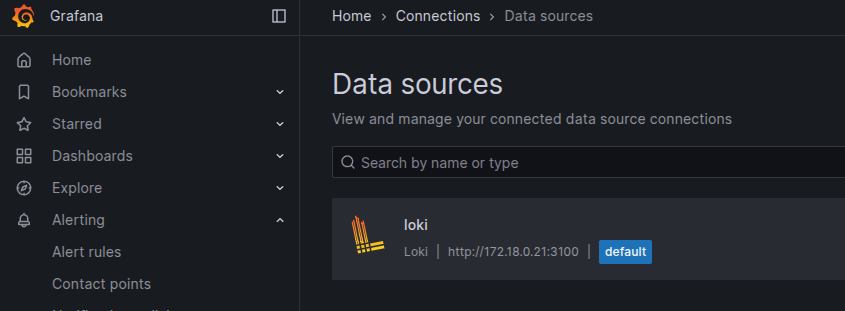 Grafana
Home › Connections › Data sources
Home
Bookmarks
Starred
Dashboards
Explore
Alerting
Alert rules
Contact points
Data sources
View and manage your connected data source connections
Search by name or type
loki
Loki | http://172.18.0.21:3100 | default